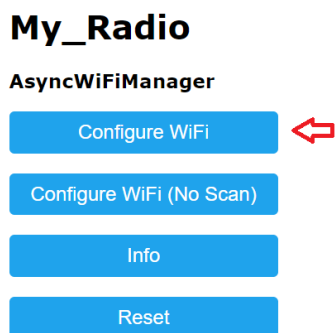 My_Radio
AsyncWiFiManager
Configure WiFi
Configure WiFi (No Scan)
Info
Reset